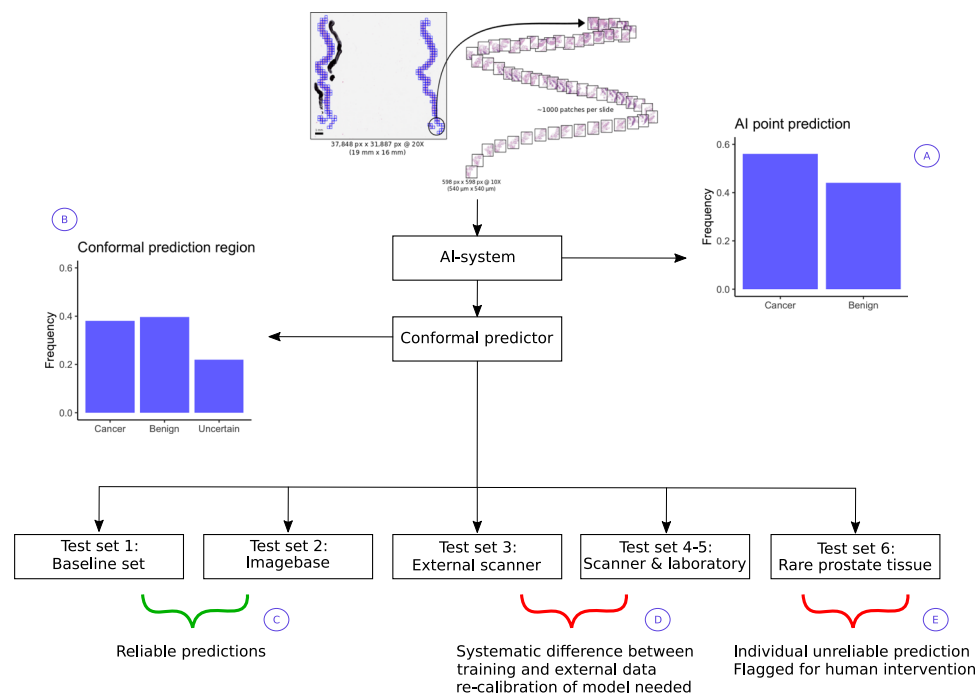 37,848 px x 31,887 px @ 20X
(19 mm x 16 mm)
~1000 patches per slide
598 px x 598 px @ 10X
(540 µm x 540 µm)
AI point prediction
A
Frequency
0.6
0.4
0.2
0.0
Cancer
Benign
B
Conformal prediction region
Frequency
0.6
0.4
0.2
0.0
Cancer
Benign
Uncertain
AI-system
Conformal predictor
Test set 1:
Baseline set
Test set 2:
Imagebase
Test set 3:
External scanner
Test set 4-5:
Scanner & laboratory
Test set 6:
Rare prostate tissue
C
Reliable predictions
D
Systematic difference between
training and external data
re-calibration of model needed
E
Individual unreliable prediction
Flagged for human intervention